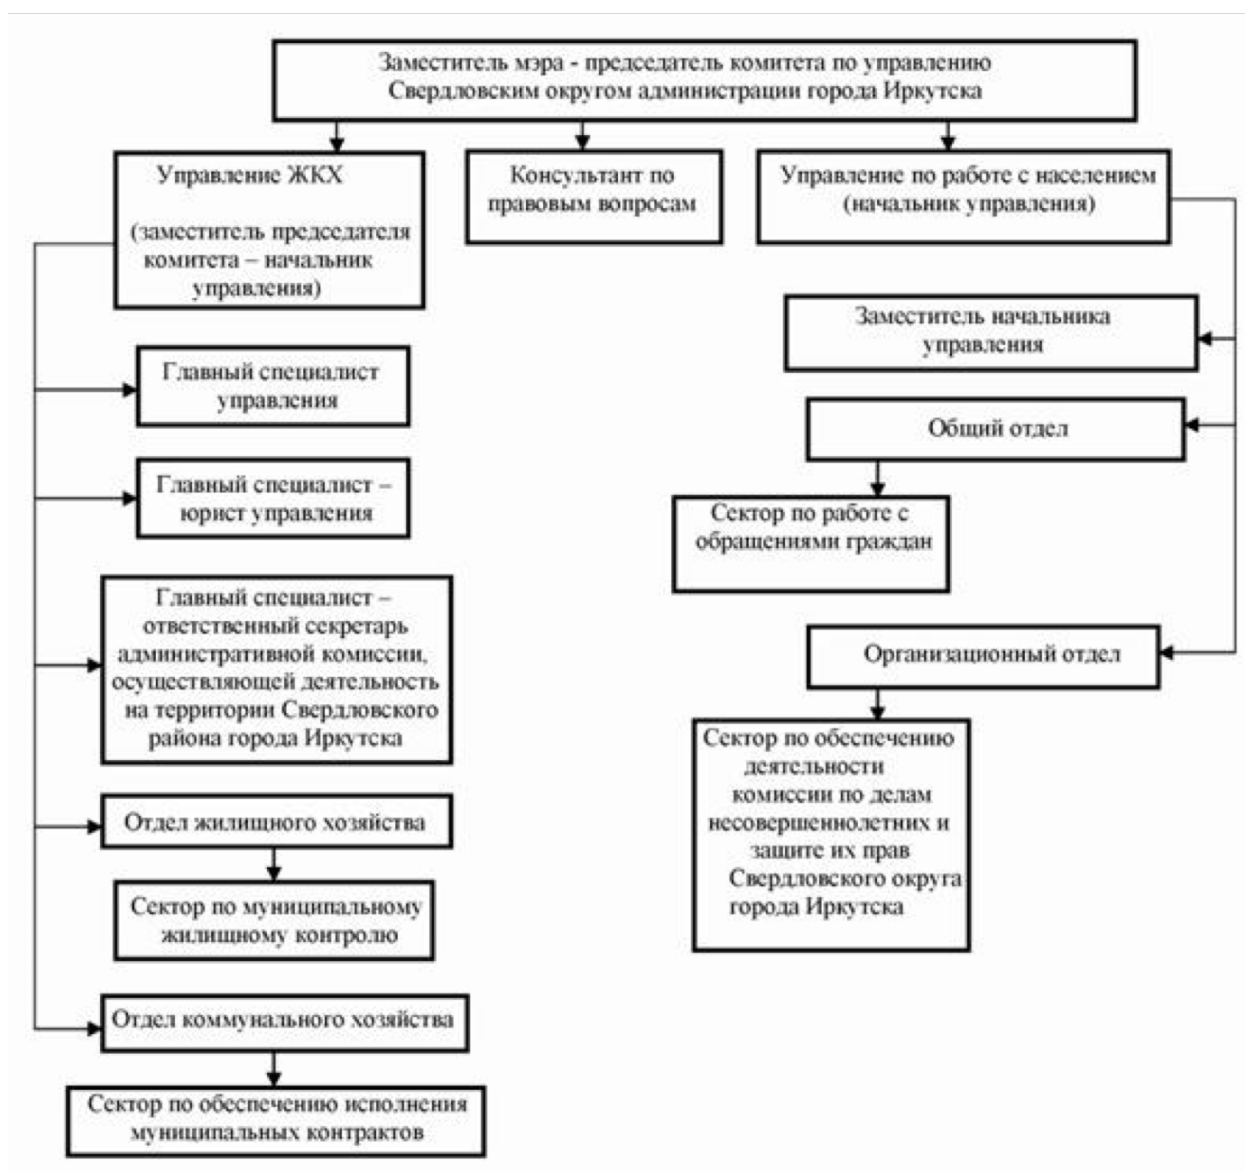 Заместитель мэра - председатель комитета по управлению
Свердловским округом администрации города Иркутска
Управление ЖКХ
(заместитель председателя
комитета – начальник
управления)
Консультант по
правовым вопросам
Управление по работе с населением
(начальник управления)
Заместитель начальника
управления
Главный специалист
управления
Общий отдел
Главный специалист –
юрист управления
Сектор по работе с
обращениями граждан
Главный специалист –
ответственный секретарь
административной комиссии,
осуществляющей деятельность
на территории Свердловского
района города Иркутска
Организационный отдел
Сектор по обеспечению
деятельности
комиссии по делам
несовершеннолетних и
защите их прав
Свердловского округа
города Иркутска
Отдел жилищного хозяйства
Сектор по муниципальному
жилищному контролю
Отдел коммунального хозяйства
Сектор по обеспечению исполнения
муниципальных контрактов